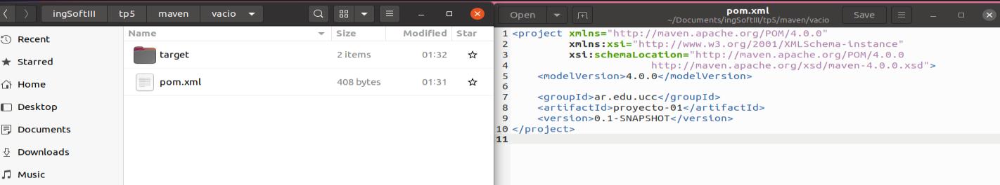 ingSoftIII tp5 maven vacio
Name Size Modified Star
Recent
Starred
Home
Desktop
Documents
Downloads
Music
target 2 items 01:32
pom.xml 408 bytes 01:31
Open pom.xml Save
~/Documents/ingSoftIII/tp5/maven/vacio
1 <project xmlns="http://maven.apache.org/POM/4.0.0"
2 xmlns:xsi="http://www.w3.org/2001/XMLSchema-instance"
3 xsi:schemaLocation="http://maven.apache.org/POM/4.0.0
4 http://maven.apache.org/xsd/maven-4.0.0.xsd">
5 <modelVersion>4.0.0</modelVersion>
6
7 <groupId>ar.edu.ucc</groupId>
8 <artifactId>proyecto-01</artifactId>
9 <version>0.1-SNAPSHOT</version>
10 </project>
11